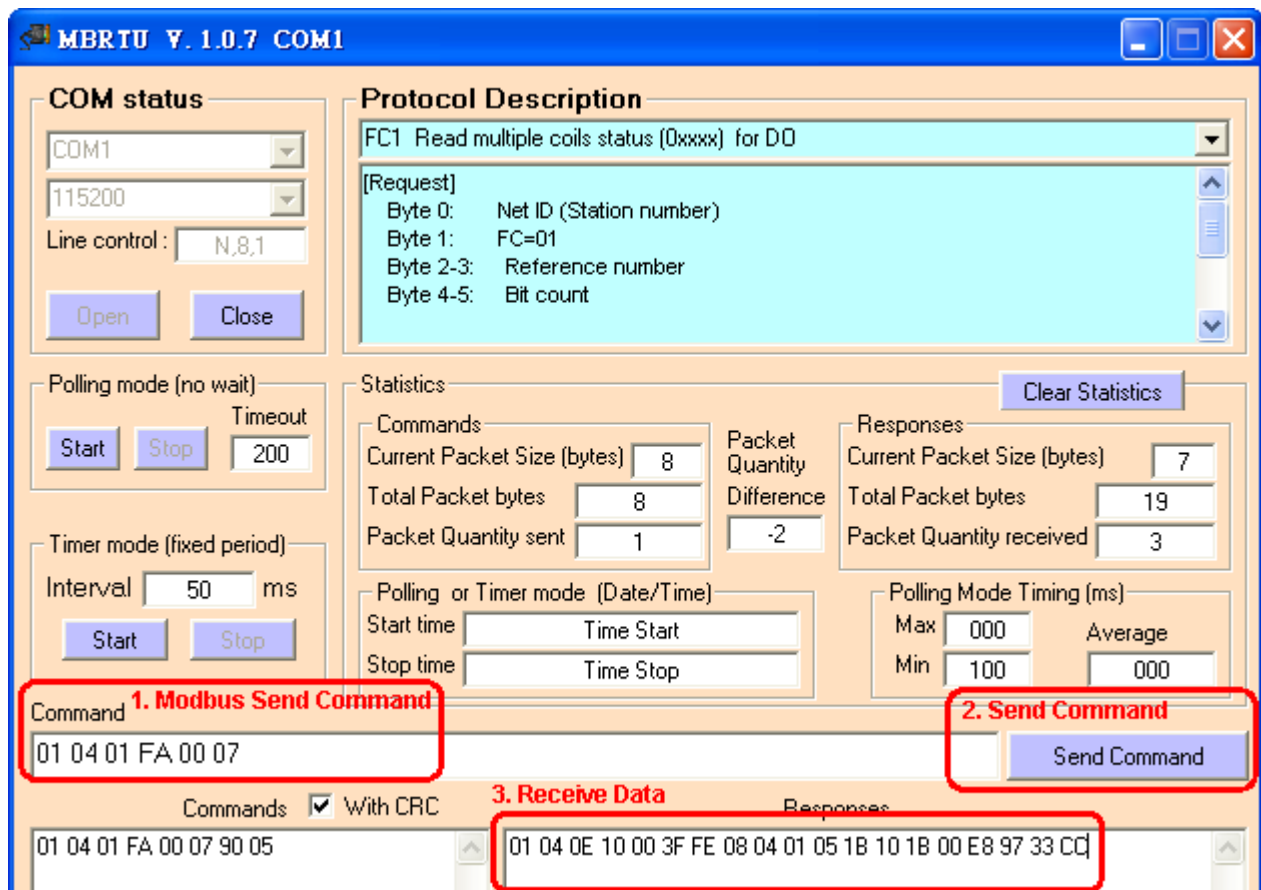 MBRTU V. 1.0.7 COM1
COM status
COM1
115200
Line control : N,8,1
Open Close
Protocol Description
FC1 Read multiple coils status (0xxxx) for DO
[Request]
Byte 0: Net ID (Station number)
Byte 1: FC=01
Byte 2-3: Reference number
Byte 4-5: Bit count
Polling mode (no wait)
Timeout
Start Stop 200
Timer mode (fixed period)
Interval 50 ms
Start Stop
Statistics
Clear Statistics
Commands
Current Packet Size (bytes) 8
Total Packet bytes 8
Packet Quantity sent 1
Packet
Quantity
Difference
-2
Responses
Current Packet Size (bytes) 7
Total Packet bytes 19
Packet Quantity received 3
Polling or Timer mode (Date/Time)
Start time Time Start
Stop time Time Stop
Polling Mode Timing (ms)
Max 000
Min 100
Average
000
Command 1. Modbus Send Command
01 04 01 FA 00 07
2. Send Command
Send Command
Commands With CRC
01 04 01 FA 00 07 90 05
3. Receive Data
Responses
01 04 0E 10 00 3F FE 08 04 01 05 1B 10 1B 00 E8 97 33 CC